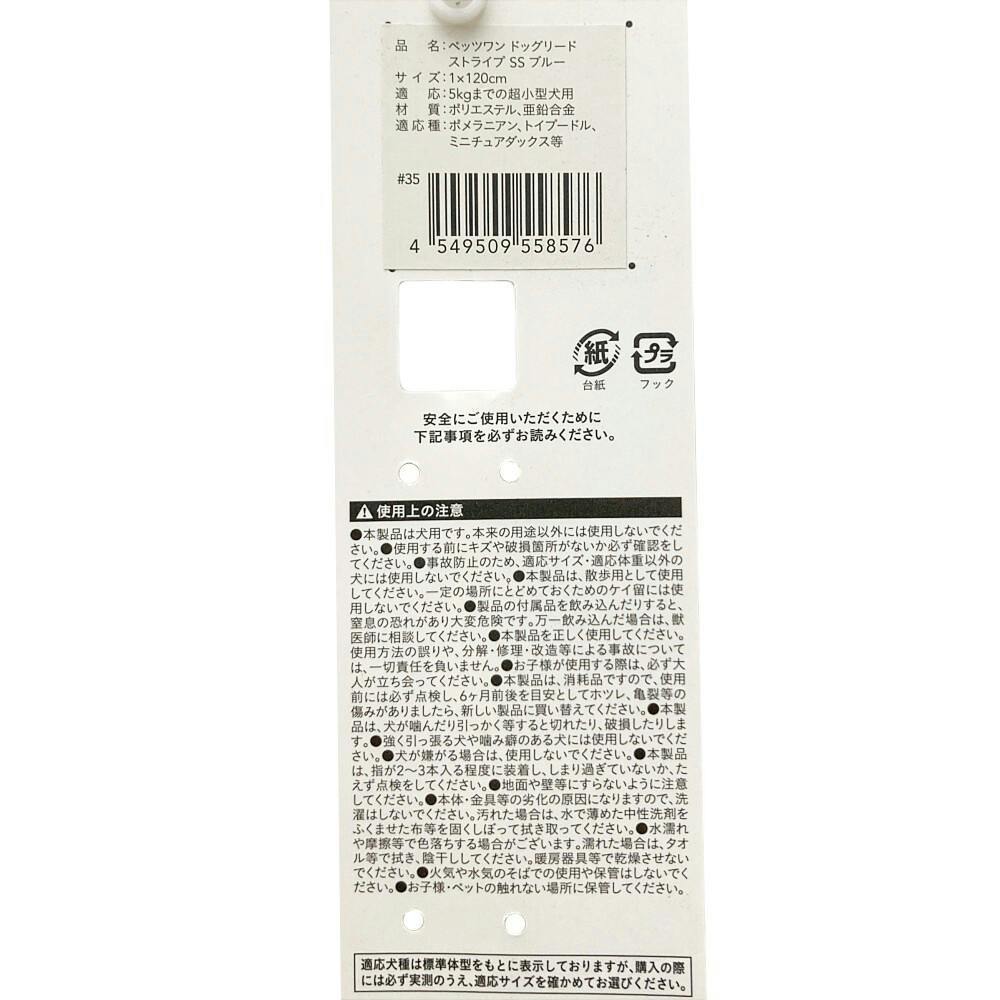 品 名:ペッツワン ドッグリード
ストライプ SS ブルー
サイズ:1×120cm
適 応:5kgまでの超小型犬用
材 質:ポリエステル、亜鉛合金
適応種:ポメラニアン、トイプードル、
ミニチュアダックス等
#35
4 549509 558576
紙 プラ
台紙 フック
安全にご使用いただくために
下記事項を必ずお読みください。
使用上の注意
●本製品は犬用です。本来の用途以外には使用しないでくだ
さい。●使用する前にキズや破損箇所がないか必ず確認をし
てください。●事故防止のため、適応サイズ・適応体重以外の
犬には使用しないでください。●本製品は、散歩用として使用
してください。一定の場所にとどめておくためのケイ留には使
用しないでください。●製品の付属品を飲み込んだりすると、
窒息の恐れがあり大変危険です。万一飲み込んだ場合は、獣
医師に相談してください。●本製品を正しく使用してください。
使用方法の誤りや、分解・修理・改造等による事故について
は、一切責任を負いません。●お子様が使用する際は、必ず大
人が立ち会ってください。●本製品は、消耗品ですので、使用
前には必ず点検し、6ヶ月前後を目安としてホツレ、亀裂等の
傷みがありましたら、新しい製品に買い替えてください。●本製
品は、犬が噛んだり引っかく等すると切れたり、破損したりしま
す。●強く引っ張る犬や噛み癖のある犬には使用しないでくだ
さい。●犬が嫌がる場合は、使用しないでください。●本製品
は、指が2〜3本入る程度に装着し、しまり過ぎていないか、た
えず点検をしてください。●地面や壁等にすらないように注意
してください。●本体・金具等の劣化の原因になりますので、洗
濯はしないでください。汚れた場合は、水で薄めた中性洗剤を
ふくませた布等を固くしぼって拭き取ってください。●水濡れ
や摩擦等で色落ちする場合がございます。濡れた場合は、タオ
ル等で拭き、陰干ししてください。暖房器具等で乾燥させない
でください。●火気や水気のそばでの使用や保管はしないでく
ださい。●お子様・ペットの触れない場所に保管してください。
適応犬種は標準体型をもとに表示しておりますが、購入の際
には必ず実測のうえ、適応サイズを確かめてお選びください。